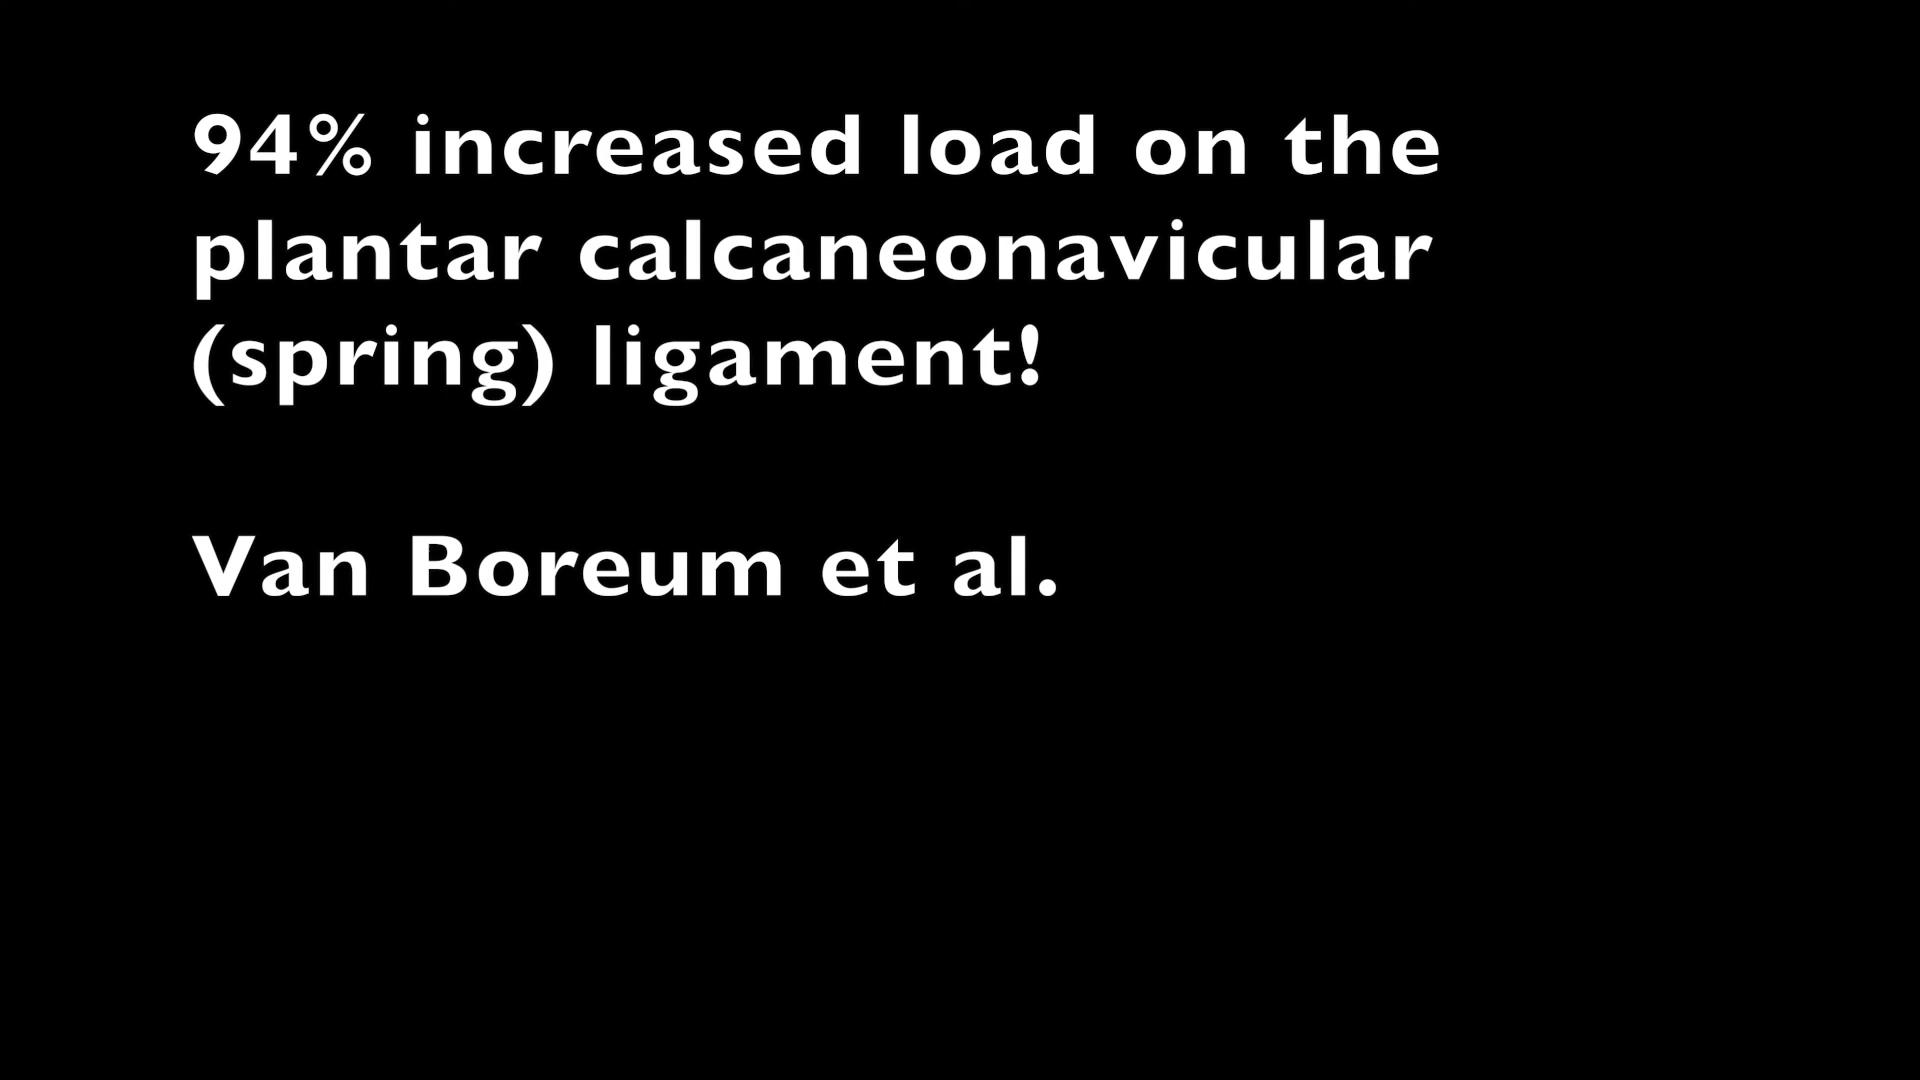 94% increased load on the
plantar calcaneonavicular
(spring) ligament!
Van Boreum et al.